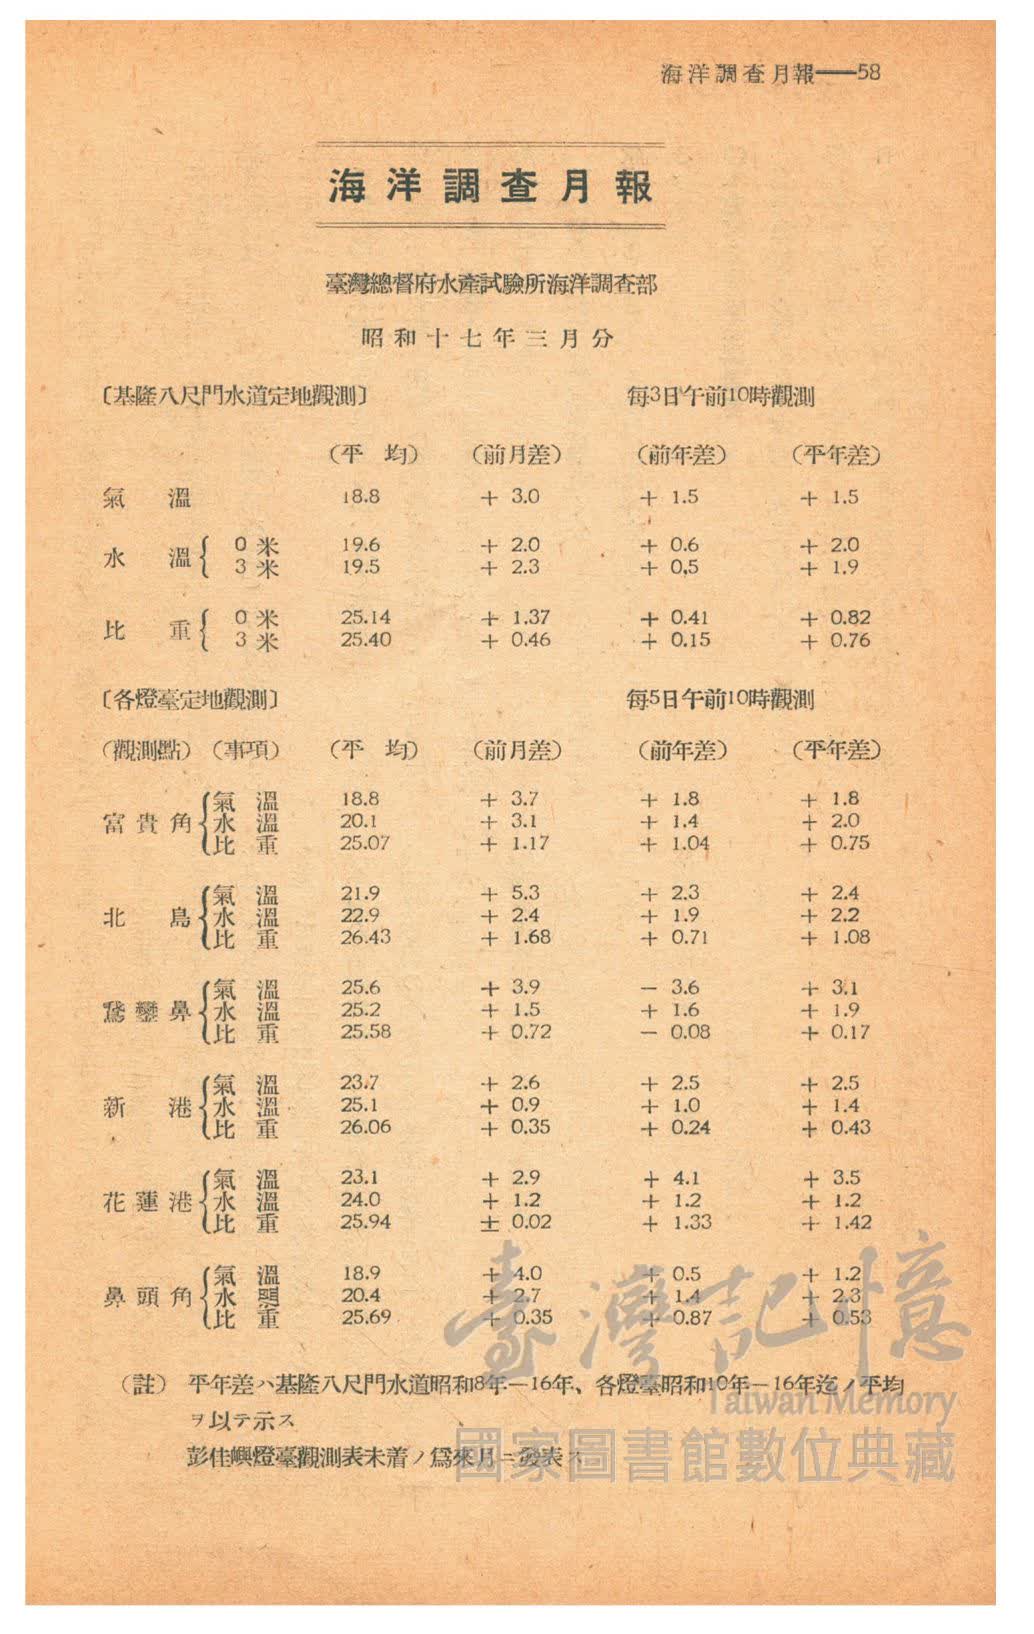 海洋調査月報——58
海洋調査月報
臺灣總督府水產試驗所海洋調查部
昭和十七年三月分
〔基隆八尺門水道定地觀測〕 每3日午前10時觀測
(平 均) (前月差) (前年差) (平年差)
氣 溫 18.8 + 3.0 + 1.5 + 1.5
水 溫 { 0 米 19.6 + 2.0 + 0.6 + 2.0
3 米 19.5 + 2.3 + 0.5 + 1.9
比 重 { 0 米 25.14 + 1.37 + 0.41 + 0.82
3 米 25.40 + 0.46 + 0.15 + 0.76
〔各燈臺定地觀測〕 每5日午前10時觀測
(觀測點) (事項) (平 均) (前月差) (前年差) (平年差)
氣 溫 18.8 + 3.7 + 1.8 + 1.8
富貴角 { 水 溫 20.1 + 3.1 + 1.4 + 2.0
比 重 25.07 + 1.17 + 1.04 + 0.75
氣 溫 21.9 + 5.3 + 2.3 + 2.4
北 島 { 水 溫 22.9 + 2.4 + 1.9 + 2.2
比 重 26.43 + 1.68 + 0.71 + 1.08
氣 溫 25.6 + 3.9 − 3.6 + 3.1
鵞鑾鼻 { 水 溫 25.2 + 1.5 + 1.6 + 1.9
比 重 25.58 + 0.72 − 0.08 + 0.17
氣 溫 23.7 + 2.6 + 2.5 + 2.5
新 港 { 水 溫 25.1 + 0.9 + 1.0 + 1.4
比 重 26.06 + 0.35 + 0.24 + 0.43
氣 溫 23.1 + 2.9 + 4.1 + 3.5
花蓮港 { 水 溫 24.0 + 1.2 + 1.2 + 1.2
比 重 25.94 ± 0.02 + 1.33 + 1.42
氣 溫 18.9 + 4.0 + 0.5 + 1.2
鼻頭角 { 水 溫 20.4 + 2.7 + 1.4 + 2.3
比 重 25.69 + 0.35 + 0.87 + 0.53
(註) 平年差ハ基隆八尺門水道昭和8年—16年、各燈臺昭和10年—16年迄ノ平均
ヲ以テ示ス
彭佳嶼燈臺觀測表未着ノ爲來月ニ發表ス
臺灣記憶
Taiwan Memory
國家圖書館數位典藏